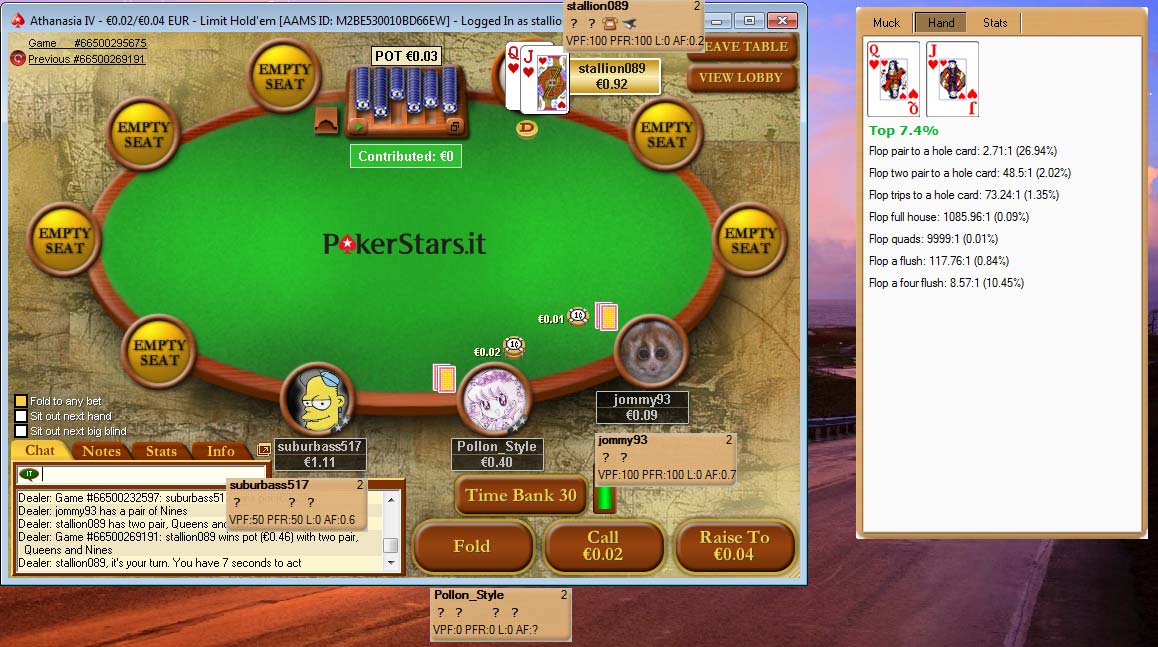 Athanasia IV - €0.02/€0.04 EUR - Limit Hold'em [AAMS ID: M2BE530010BD66EW] - Logged In as stallio
Game #66500295675
Previous #66500269191
POT €0.03
EMPTY SEAT
EMPTY SEAT
EMPTY SEAT
EMPTY SEAT
EMPTY SEAT
EMPTY SEAT
Q J
stallion089
€0.92
stallion089 2
? ?
VPF:100 PFR:100 L:0 AF:0.2
EAVE TABLE
VIEW LOBBY
D
Contributed: €0
PokerStars.it
€0.01
€0.02
jommy93
€0.09
jommy93 2
? ?
VPF:100 PFR:100 L:0 AF:0.7
Pollon_Style
€0.40
suburbass517
€1.11
suburbass517 2
? ? ?
VPF:50 PFR:50 L:0 AF:0.6
Fold to any bet
Sit out next hand
Sit out next big blind
Chat Notes Stats Info
IT
Dealer: Game #66500232597: suburbass51
Dealer: jommy93 has a pair of Nines
Dealer: stallion089 has two pair, Queens and
Dealer: Game #66500269191: stallion089 wins pot (€0.46) with two pair,
Queens and Nines
Dealer: stallion089, it's your turn. You have 7 seconds to act
Time Bank 30
Fold
Call
€0.02
Raise To
€0.04
Pollon_Style 2
? ? ? ?
VPF:0 PFR:0 L:0 AF:?
Muck Hand Stats
Q J
Top 7.4%
Flop pair to a hole card: 2.71:1 (26.94%)
Flop two pair to a hole card: 48.5:1 (2.02%)
Flop trips to a hole card: 73.24:1 (1.35%)
Flop full house: 1085.96:1 (0.09%)
Flop quads: 9999:1 (0.01%)
Flop a flush: 117.76:1 (0.84%)
Flop a four flush: 8.57:1 (10.45%)